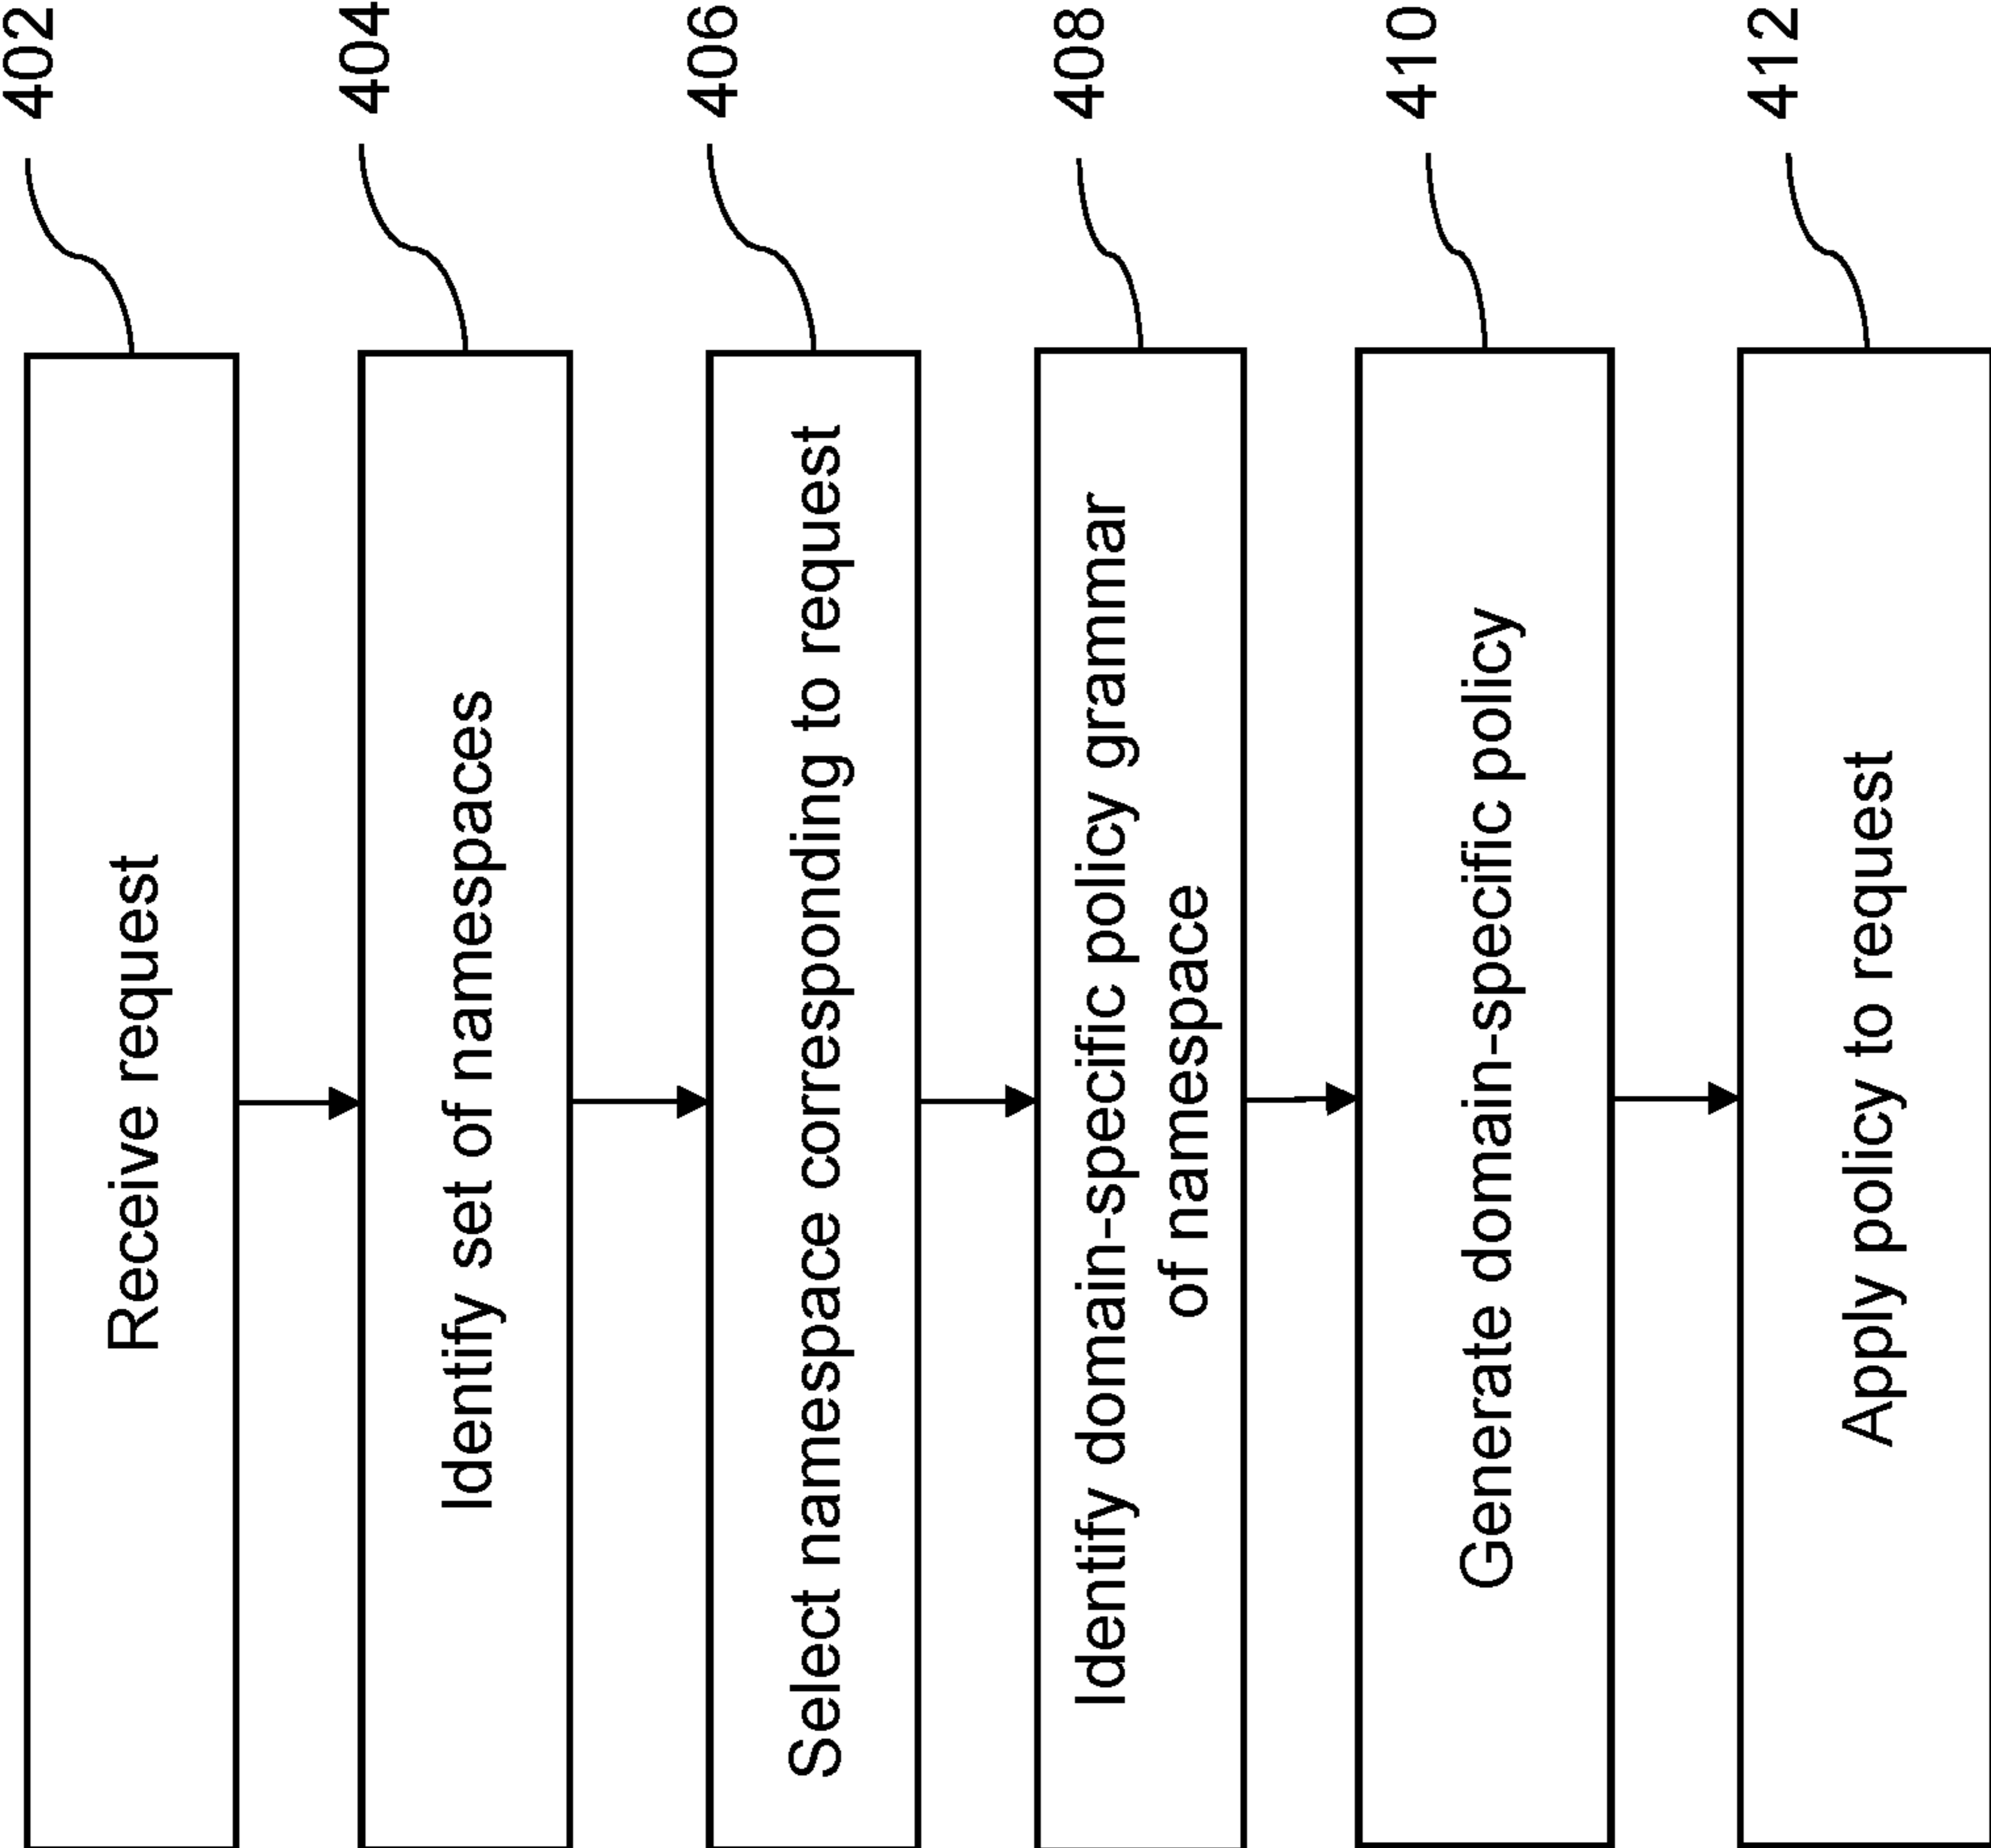 Receive request
402
Identify set of namespaces
404
Select namespace corresponding to request
406
Identify domain-specific policy grammar
of namespace
408
Generate domain-specific policy
410
Apply policy to request
412